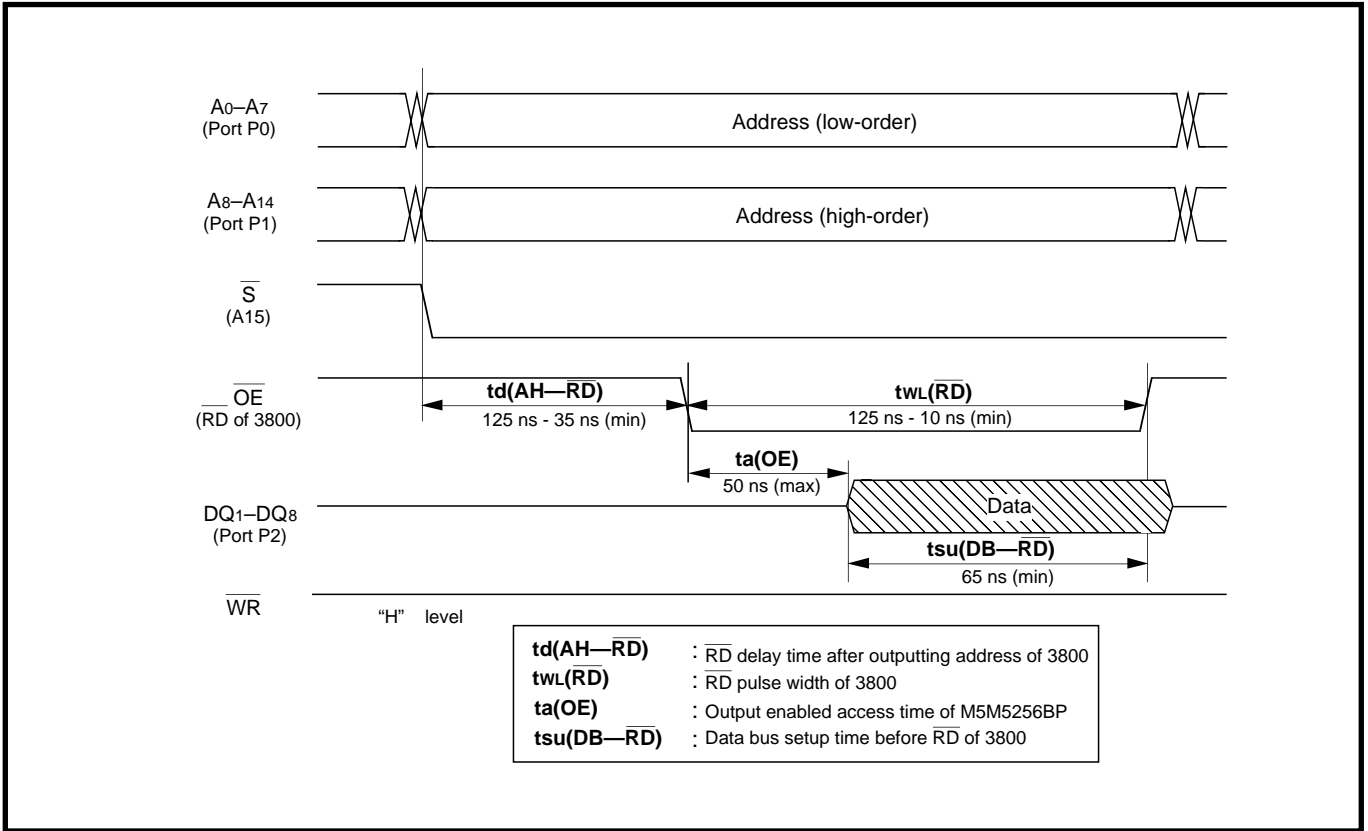 A0–A7
(Port P0)
Address (low-order)
A8–A14
(Port P1)
Address (high-order)
S
(A15)
OE
(RD of 3800)
td(AH—RD)
125 ns - 35 ns (min)
twL(RD)
125 ns - 10 ns (min)
ta(OE)
50 ns (max)
DQ1–DQ8
(Port P2)
Data
tsu(DB—RD)
65 ns (min)
WR
“H” level
td(AH—RD) : RD delay time after outputting address of 3800
twL(RD) : RD pulse width of 3800
ta(OE) : Output enabled access time of M5M5256BP
tsu(DB—RD) : Data bus setup time before RD of 3800